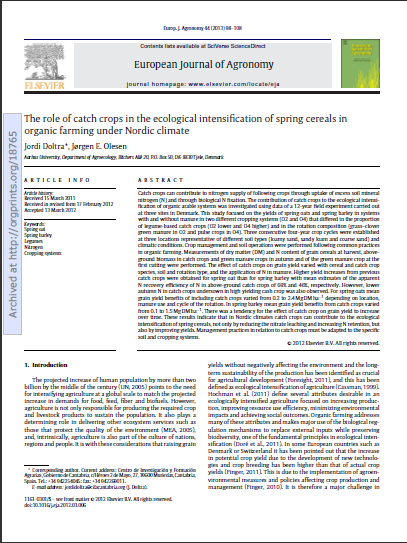 Europ. J. Agronomy 44 (2013) 98–108
Contents lists available at SciVerse ScienceDirect
European Journal of Agronomy
journal homepage: www.elsevier.com/locate/eja
ELSEVIER
The role of catch crops in the ecological intensification of spring cereals in
organic farming under Nordic climate
Jordi Doltra*, Jørgen E. Olesen
Aarhus University, Department of Agroecology, Blichers Allé 20, P.O. Box 50, DK-8830 Tjele, Denmark
Archived at http://orgprints.org/18765
ARTICLE INFO
Article history:
Received 15 March 2011
Received in revised form 17 February 2012
Accepted 13 March 2012
Keywords:
Spring oat
Spring barley
Legumes
Nitrogen
Cropping systems
ABSTRACT
Catch crops can contribute to nitrogen supply of following crops through uptake of excess soil mineral
nitrogen (N) and through biological N fixation. The contribution of catch crops to the ecological intensi-
fication of organic arable systems was investigated using data of a 12-year field experiment carried out
at three sites in Denmark. This study focused on the yields of spring oats and spring barley in systems
with and without manure in two different cropping systems (O2 and O4) that differed in the proportion
of legume-based catch crops (O2 lower and O4 higher) and in the rotation composition (grass–clover
green manure in O2 and pulse crops in O4). Three consecutive four-year crop cycles were established
at three locations representative of different soil types (loamy sand, sandy loam and coarse sand) and
climatic conditions. Crop management and soil operations were performed following common practices
in organic farming. Measurements of dry matter (DM) and N content of grain cereals at harvest, above-
ground biomass in catch crops and green manure crops in autumn and of the green manure crop at the
first cutting were performed. The effect of catch crops on grain yield varied with cereal and catch crop
species, soil and rotation type, and the application of N in manure. Higher yield increases from previous
catch crops were obtained for spring oat than for spring barley with mean estimates of the apparent
N recovery efficiency of N in above-ground catch crops of 69% and 46%, respectively. However, lower
autumn N in catch crops undersown in high yielding catch crop was also observed. For spring oats mean
grain yield benefits of including catch crops varied from 0.2 to 2.4 Mg DM ha⁻¹ depending on location,
manure use and cycle of the rotation. In spring barley mean grain yield benefits from catch crops varied
from 0.1 to 1.5 Mg DM ha⁻¹. There was a tendency for the effect of catch crop on grain yield to increase
over time. These results indicate that in Nordic climates catch crops can contribute to the ecological
intensification of spring cereals, not only by reducing the nitrate leaching and increasing N retention, but
also by improving yields. Management practices in relation to catch crops must be adapted to the specific
soil and cropping systems.
© 2012 Elsevier B.V. All rights reserved.
1. Introduction
The projected increase of human population by more than two
billion by the middle of the century (UN, 2005) points to the need
for intensifying agriculture at a global scale to match the projected
increase in demands for food, feed, fiber and biofuels. However,
agriculture is not only responsible for producing the required crop
and livestock products to sustain the population. It also plays a
determining role in delivering other ecosystem services such as
those that protect the quality of the environment (MEA, 2005),
and, intrinsically, agriculture is also part of the culture of nations,
regions and people. It is with these considerations that raising grain
* Corresponding author. Current address: Centro de Investigación y Formación
Agrarias, Gobierno de Cantabria, c/Héroes 2 de Mayo, 27, 39600 Muriedas, Cantabria,
E-mail address: (J. Doltra).
1161-0301/$ – see front matter © 2012 Elsevier B.V. All rights reserved.
doi:10.1016/j.eja.2012.03.006
yields without negatively affecting the environment and the long-
term sustainability of the production has been identified as crucial
for agricultural development (Foresight, 2011), and this has been
defined as ecological intensification of agriculture (Cassman, 1999).
Hochman et al. (2011) define several attributes desirable in an
ecologically intensified agriculture focused on increasing produc-
tion, improving resource use efficiency, minimizing environmental
impacts and achieving social outcomes. Organic farming addresses
many of these attributes and makes use of the biological and reg-
ulation mechanisms to replace external inputs while preserving
biodiversity, one of the fundamental principles in ecological inten-
sification (Doré et al., 2011). In some European countries such as
Denmark or Switzerland it has been pointed out that the increase
in potential crop yield due to the development of new technolo-
gies and crop breeding has been higher than that of actual crop
yields (Finger, 2011). This is due to the implementation of agroen-
vironmental measures and policies affecting crop production and
management (Finger, 2010). It is therefore a major challenge in